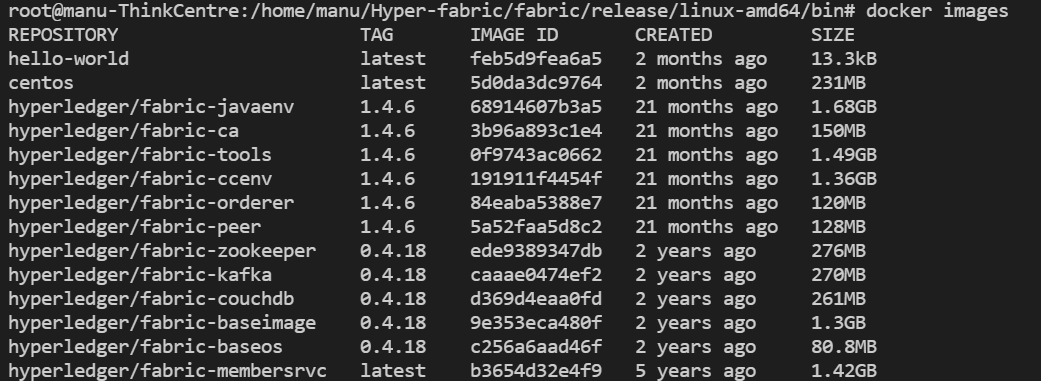 root@manu-ThinkCentre:/home/manu/Hyper-fabric/fabric/release/linux-amd64/bin# docker images
REPOSITORY TAG IMAGE ID CREATED SIZE
hello-world latest feb5d9fea6a5 2 months ago 13.3kB
centos latest 5d0da3dc9764 2 months ago 231MB
hyperledger/fabric-javaenv 1.4.6 68914607b3a5 21 months ago 1.68GB
hyperledger/fabric-ca 1.4.6 3b96a893c1e4 21 months ago 150MB
hyperledger/fabric-tools 1.4.6 0f9743ac0662 21 months ago 1.49GB
hyperledger/fabric-ccenv 1.4.6 191911f4454f 21 months ago 1.36GB
hyperledger/fabric-orderer 1.4.6 84eaba5388e7 21 months ago 120MB
hyperledger/fabric-peer 1.4.6 5a52faa5d8c2 21 months ago 128MB
hyperledger/fabric-zookeeper 0.4.18 ede9389347db 2 years ago 276MB
hyperledger/fabric-kafka 0.4.18 caaae0474ef2 2 years ago 270MB
hyperledger/fabric-couchdb 0.4.18 d369d4eaa0fd 2 years ago 261MB
hyperledger/fabric-baseimage 0.4.18 9e353eca480f 2 years ago 1.3GB
hyperledger/fabric-baseos 0.4.18 c256a6aad46f 2 years ago 80.8MB
hyperledger/fabric-membersrvc latest b3654d32e4f9 5 years ago 1.42GB